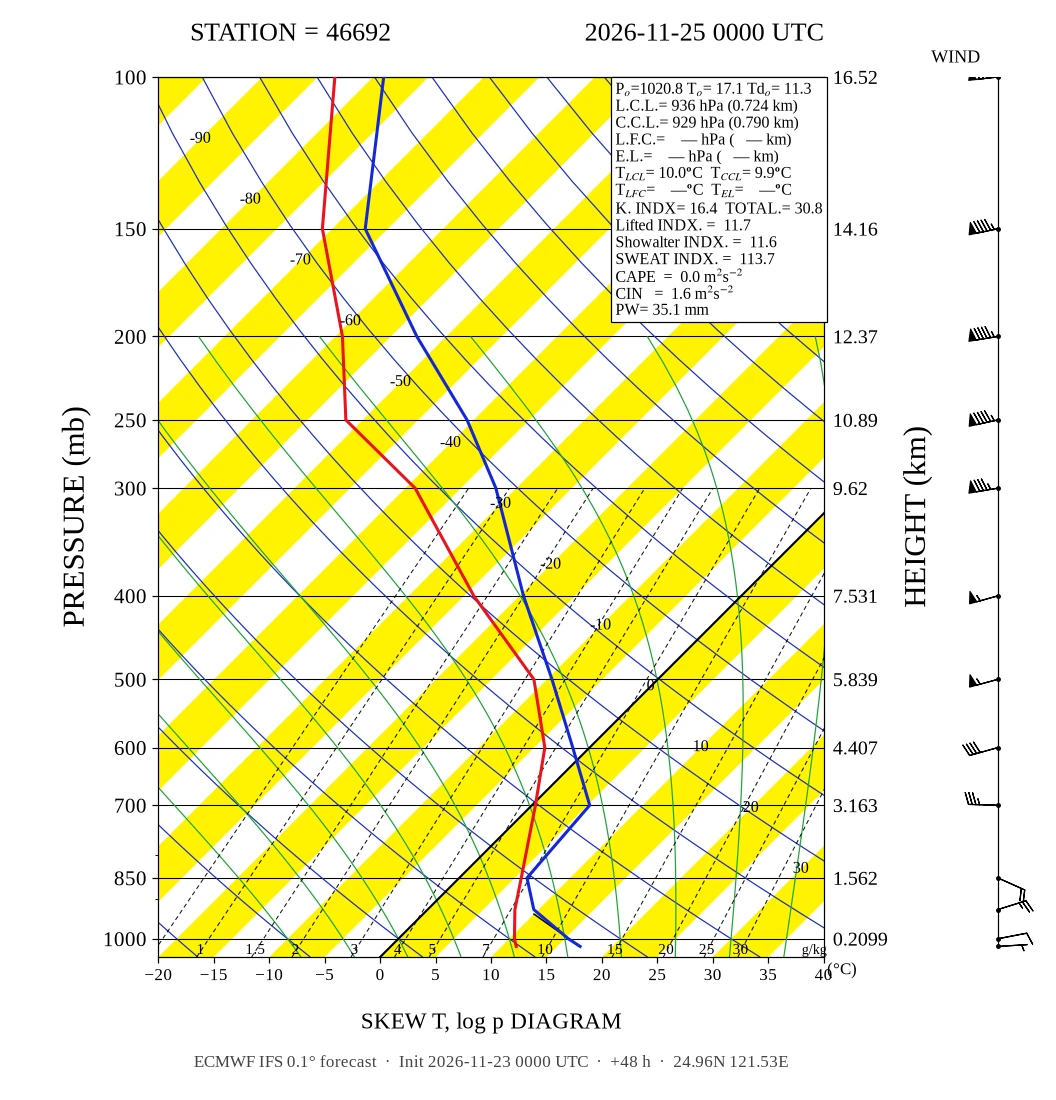 STATION = 46692 2026-11-25 0000 UTC
WIND
100 16.52
P₀=1020.8 T₀= 17.1 Td₀= 11.3
L.C.L.= 936 hPa (0.724 km)
C.C.L.= 929 hPa (0.790 km)
L.F.C.= — hPa ( — km)
E.L.= — hPa ( — km)
T_LCL= 10.0°C T_CCL= 9.9°C
T_LFC= —°C T_EL= —°C
K. INDX= 16.4 TOTAL.= 30.8
Lifted INDX. = 11.7
Showalter INDX. = 11.6
SWEAT INDX. = 113.7
CAPE = 0.0 m²s⁻²
CIN = 1.6 m²s⁻²
PW= 35.1 mm
-90
-80
150 14.16
-70
-60
200 12.37
-50
250 10.89
-40
300 9.62
-30
-20
400 7.531
-10
500 5.839
0
10
600 4.407
700 3.163
20
30
850 1.562
1000 0.2099
1 1.5 2 3 4 5 7 10 15 20 25 30 g/kg
−20 −15 −10 −5 0 5 10 15 20 25 30 35 40 (°C)
PRESSURE (mb)
HEIGHT (km)
SKEW T, log p DIAGRAM
ECMWF IFS 0.1° forecast · Init 2026-11-23 0000 UTC · +48 h · 24.96N 121.53E